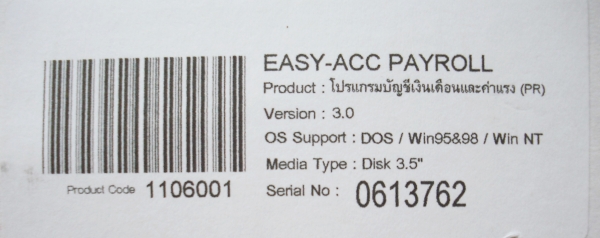 EASY-ACC PAYROLL
Product : โปรแกรมบัญชีเงินเดือนและค่าแรง (PR)
Version : 3.0
OS Support : DOS / Win95&98 / Win NT
Media Type : Disk 3.5"
Product Code 1106001
Serial No : 0613762